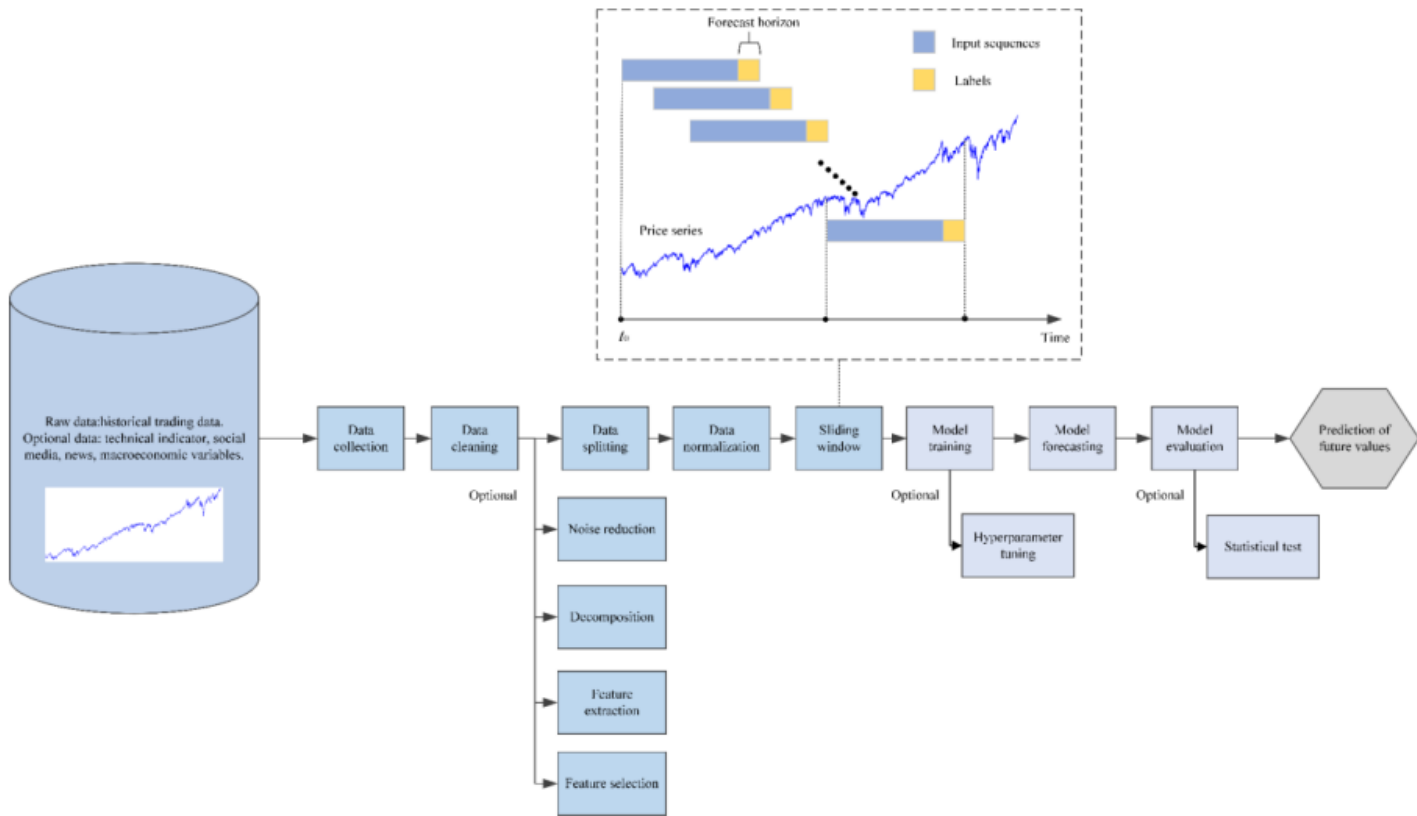 Forecast horizon
Input sequences
Labels
Price series
t₀
Time
Raw data:historical trading data.
Optional data: technical indicator, social
media, news, macroeconomic variables.
Data
collection
Data
cleaning
Data
splitting
Data
normalization
Sliding
window
Model
training
Model
forecasting
Model
evaluation
Prediction of
future values
Optional
Optional
Optional
Noise reduction
Decomposition
Feature
extraction
Feature selection
Hyperparameter
tuning
Statistical test